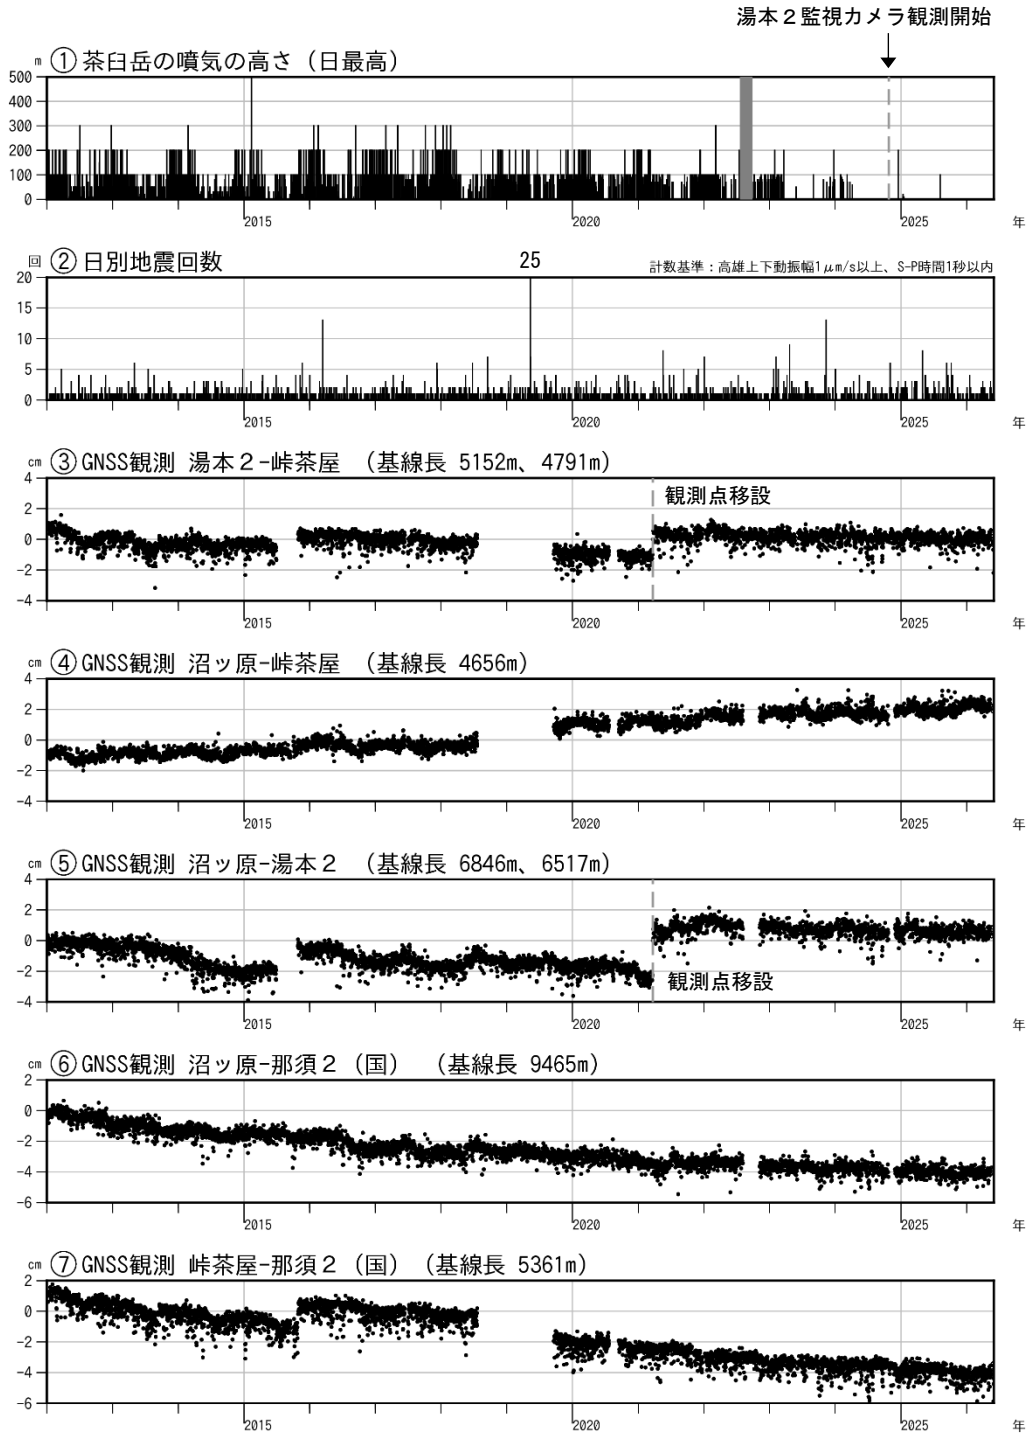 湯本２監視カメラ観測開始
m ①茶臼岳の噴気の高さ（日最高）
500
400
300
200
100
0
2015 2020 2025 年
回 ②日別地震回数 25 計数基準：高雄上下動振幅1μm/s以上、S-P時間1秒以内
20
15
10
5
0
2015 2020 2025 年
cm ③GNSS観測 湯本２-峠茶屋 （基線長 5152m、4791m）
4
観測点移設
2
0
-2
-4
2015 2020 2025 年
cm ④GNSS観測 沼ッ原-峠茶屋 （基線長 4656m）
4
2
0
-2
-4
2015 2020 2025 年
cm ⑤GNSS観測 沼ッ原-湯本２ （基線長 6846m、6517m）
4
2
0
-2
観測点移設
-4
2015 2020 2025 年
cm ⑥GNSS観測 沼ッ原-那須２（国） （基線長 9465m）
2
0
-2
-4
-6
2015 2020 2025 年
cm ⑦GNSS観測 峠茶屋-那須２（国）（基線長 5361m）
2
0
-2
-4
-6
2015 2020 2025 年